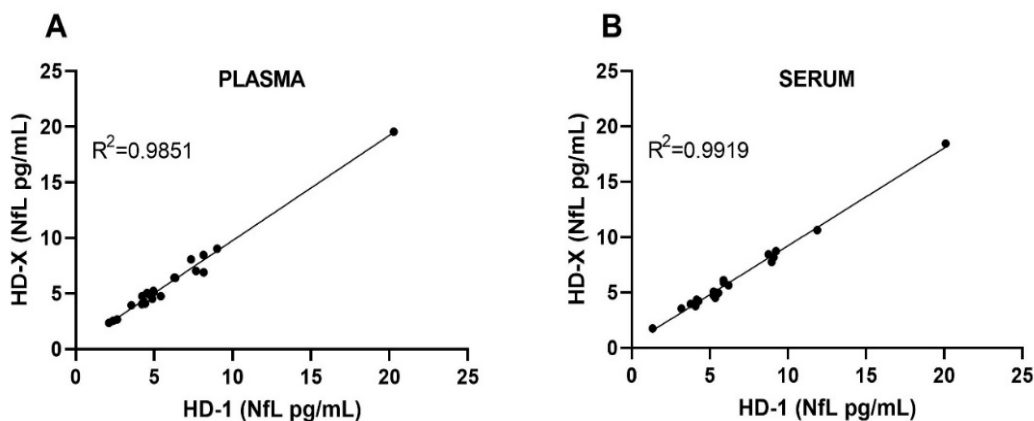 A
PLASMA
R²=0.9851
25
20
15
10
5
0
HD-X (NfL pg/mL)
0 5 10 15 20 25
HD-1 (NfL pg/mL)
B
SERUM
R²=0.9919
25
20
15
10
5
0
HD-X (NfL pg/mL)
0 5 10 15 20 25
HD-1 (NfL pg/mL)